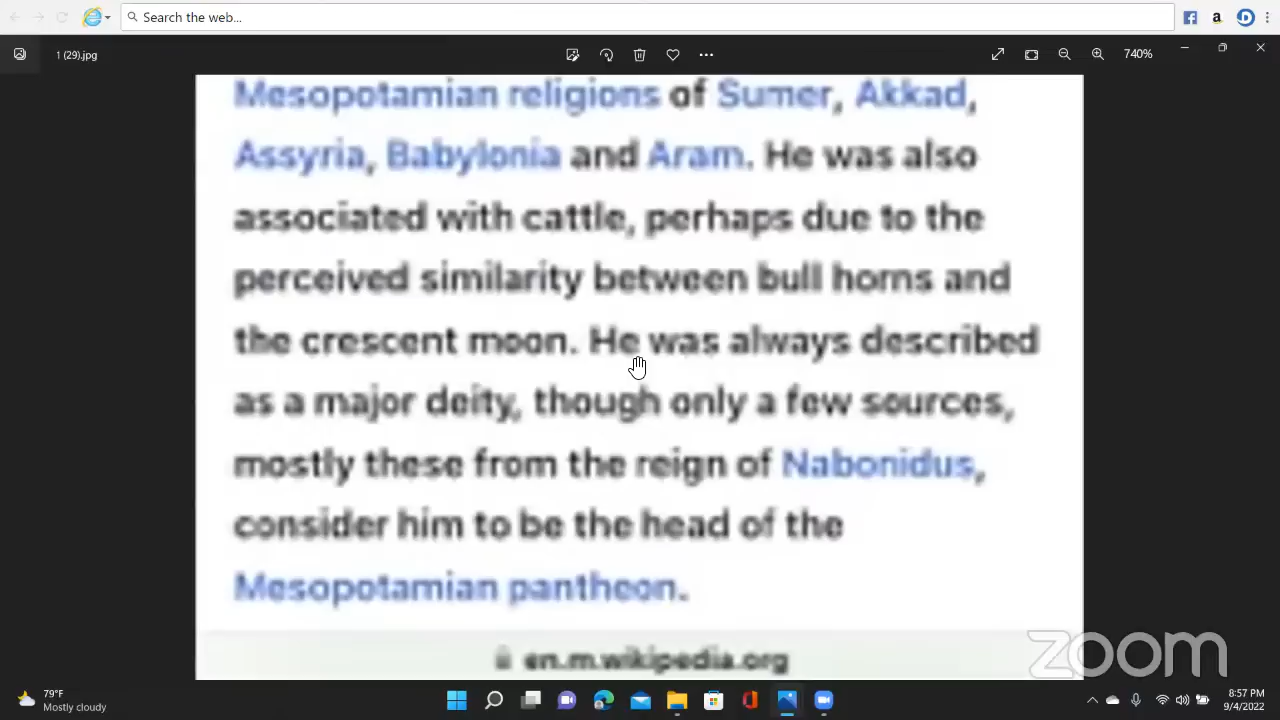 Search the web...
1 (29).jpg
740%
Mesopotamian religions of Sumer, Akkad,
Assyria, Babylonia and Aram. He was also
associated with cattle, perhaps due to the
perceived similarity between bull horns and
the crescent moon. He was always described
as a major deity, though only a few sources,
mostly these from the reign of Nabonidus,
consider him to be the head of the
Mesopotamian pantheon.
en.m.wikipedia.org
zoom
79°F
Mostly cloudy
8:57 PM
9/4/2022